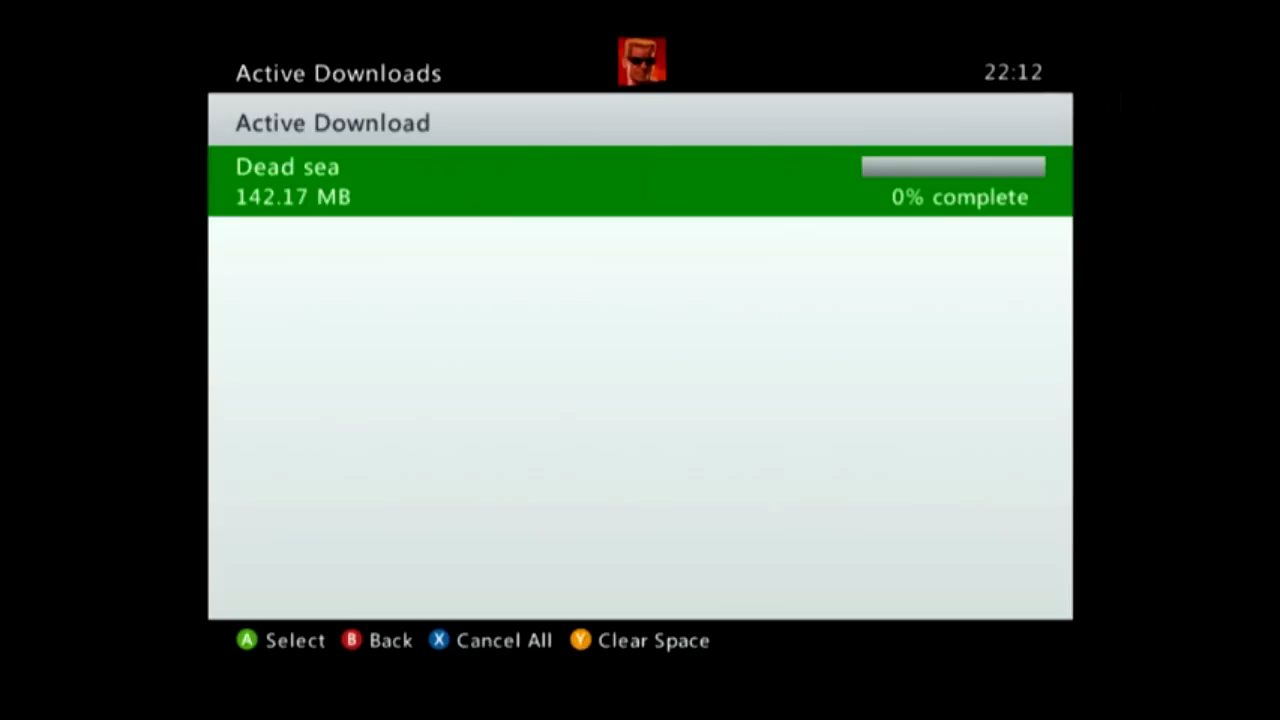 Active Downloads
22:12
Active Download
Dead sea
142.17 MB
0% complete
A Select B Back X Cancel All Y Clear Space